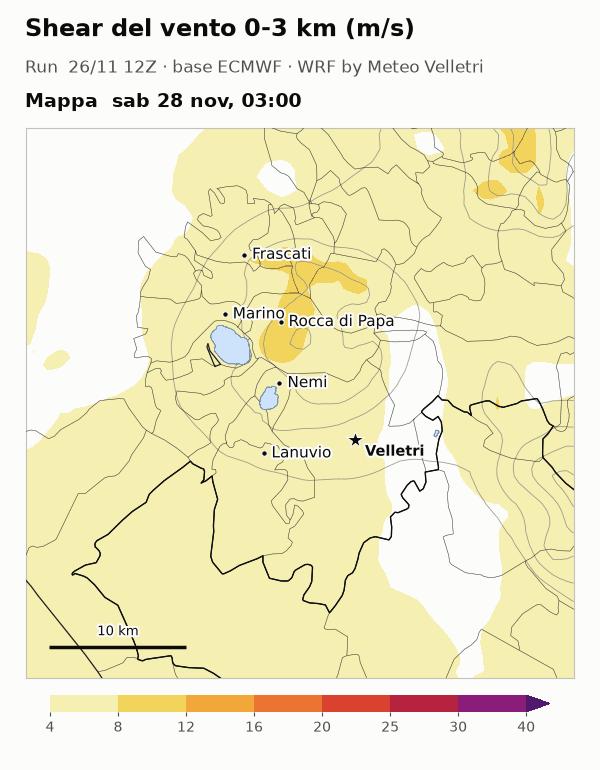 Shear del vento 0-3 km (m/s)
Run  26/11 12Z · base ECMWF · WRF by Meteo Velletri
Mappa  sab 28 nov, 03:00
Frascati
Marino
Rocca di Papa
Nemi
Velletri
Lanuvio
10 km
4 8 12 16 20 25 30 40